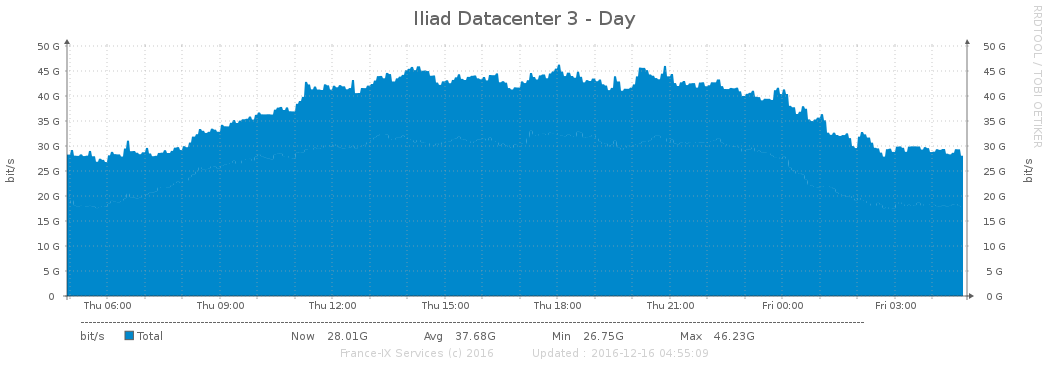 Iliad Datacenter 3 - Day
RRDTOOL / TOBI OETIKER
50 G 50 G
45 G 45 G
40 G 40 G
35 G 35 G
30 G 30 G
25 G 25 G
20 G 20 G
15 G 15 G
10 G 10 G
5 G 5 G
0 0 G
bit/s bit/s
Thu 06:00 Thu 09:00 Thu 12:00 Thu 15:00 Thu 18:00 Thu 21:00 Fri 00:00 Fri 03:00
bit/s Total Now 28.01G Avg 37.68G Min 26.75G Max 46.23G
France-IX Services (c) 2016 Updated : 2016-12-16 04:55:09